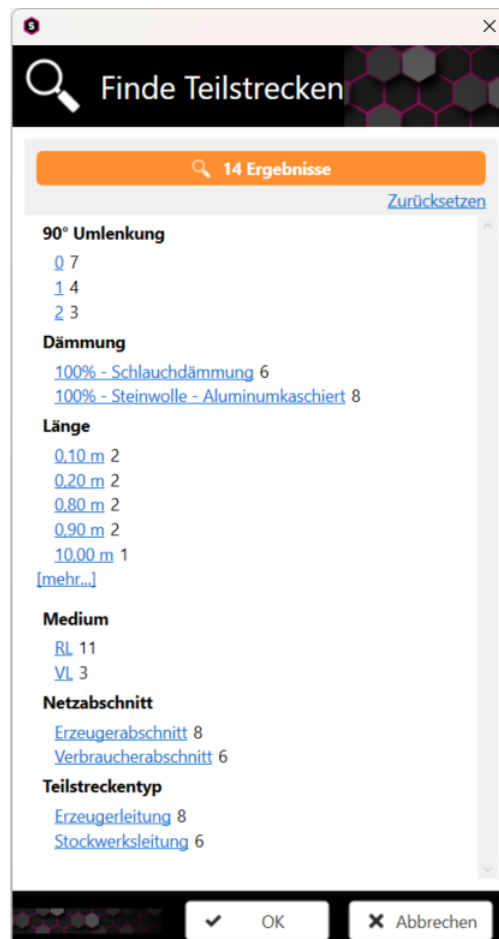 S
Finde Teilstrecken
14 Ergebnisse
Zurücksetzen
90° Umlenkung
0 7
1 4
2 3
Dämmung
100% - Schlauchdämmung 6
100% - Steinwolle - Aluminumkaschiert 8
Länge
0,10 m 2
0,20 m 2
0,80 m 2
0,90 m 2
10,00 m 1
[mehr...]
Medium
RL 11
VL 3
Netzabschnitt
Erzeugerabschnitt 8
Verbraucherabschnitt 6
Teilstreckentyp
Erzeugerleitung 8
Stockwerksleitung 6
OK
Abbrechen